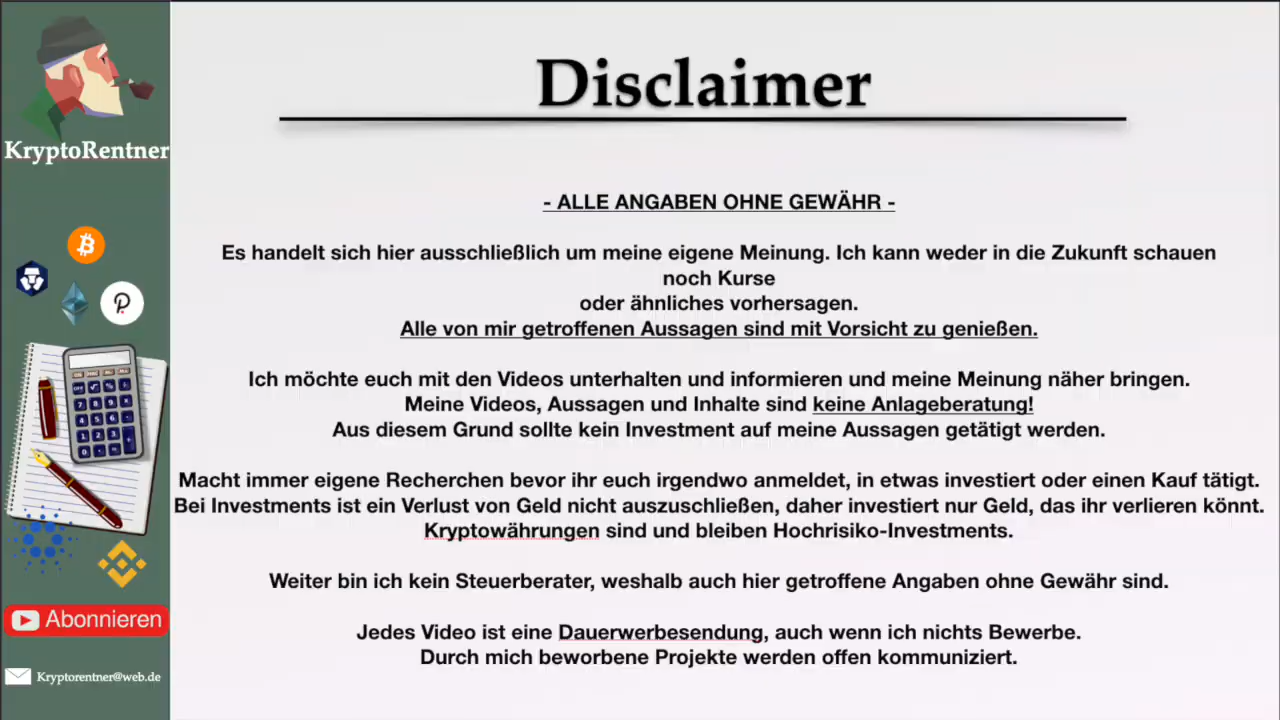 KryptoRentner
Abonnieren
Kryptorentner@web.de
Disclaimer
- ALLE ANGABEN OHNE GEWÄHR -
Es handelt sich hier ausschließlich um meine eigene Meinung. Ich kann weder in die Zukunft schauen
noch Kurse
oder ähnliches vorhersagen.
Alle von mir getroffenen Aussagen sind mit Vorsicht zu genießen.
Ich möchte euch mit den Videos unterhalten und informieren und meine Meinung näher bringen.
Meine Videos, Aussagen und Inhalte sind keine Anlageberatung!
Aus diesem Grund sollte kein Investment auf meine Aussagen getätigt werden.
Macht immer eigene Recherchen bevor ihr euch irgendwo anmeldet, in etwas investiert oder einen Kauf tätigt.
Bei Investments ist ein Verlust von Geld nicht auszuschließen, daher investiert nur Geld, das ihr verlieren könnt.
Kryptowährungen sind und bleiben Hochrisiko-Investments.
Weiter bin ich kein Steuerberater, weshalb auch hier getroffene Angaben ohne Gewähr sind.
Jedes Video ist eine Dauerwerbesendung, auch wenn ich nichts Bewerbe.
Durch mich beworbene Projekte werden offen kommuniziert.